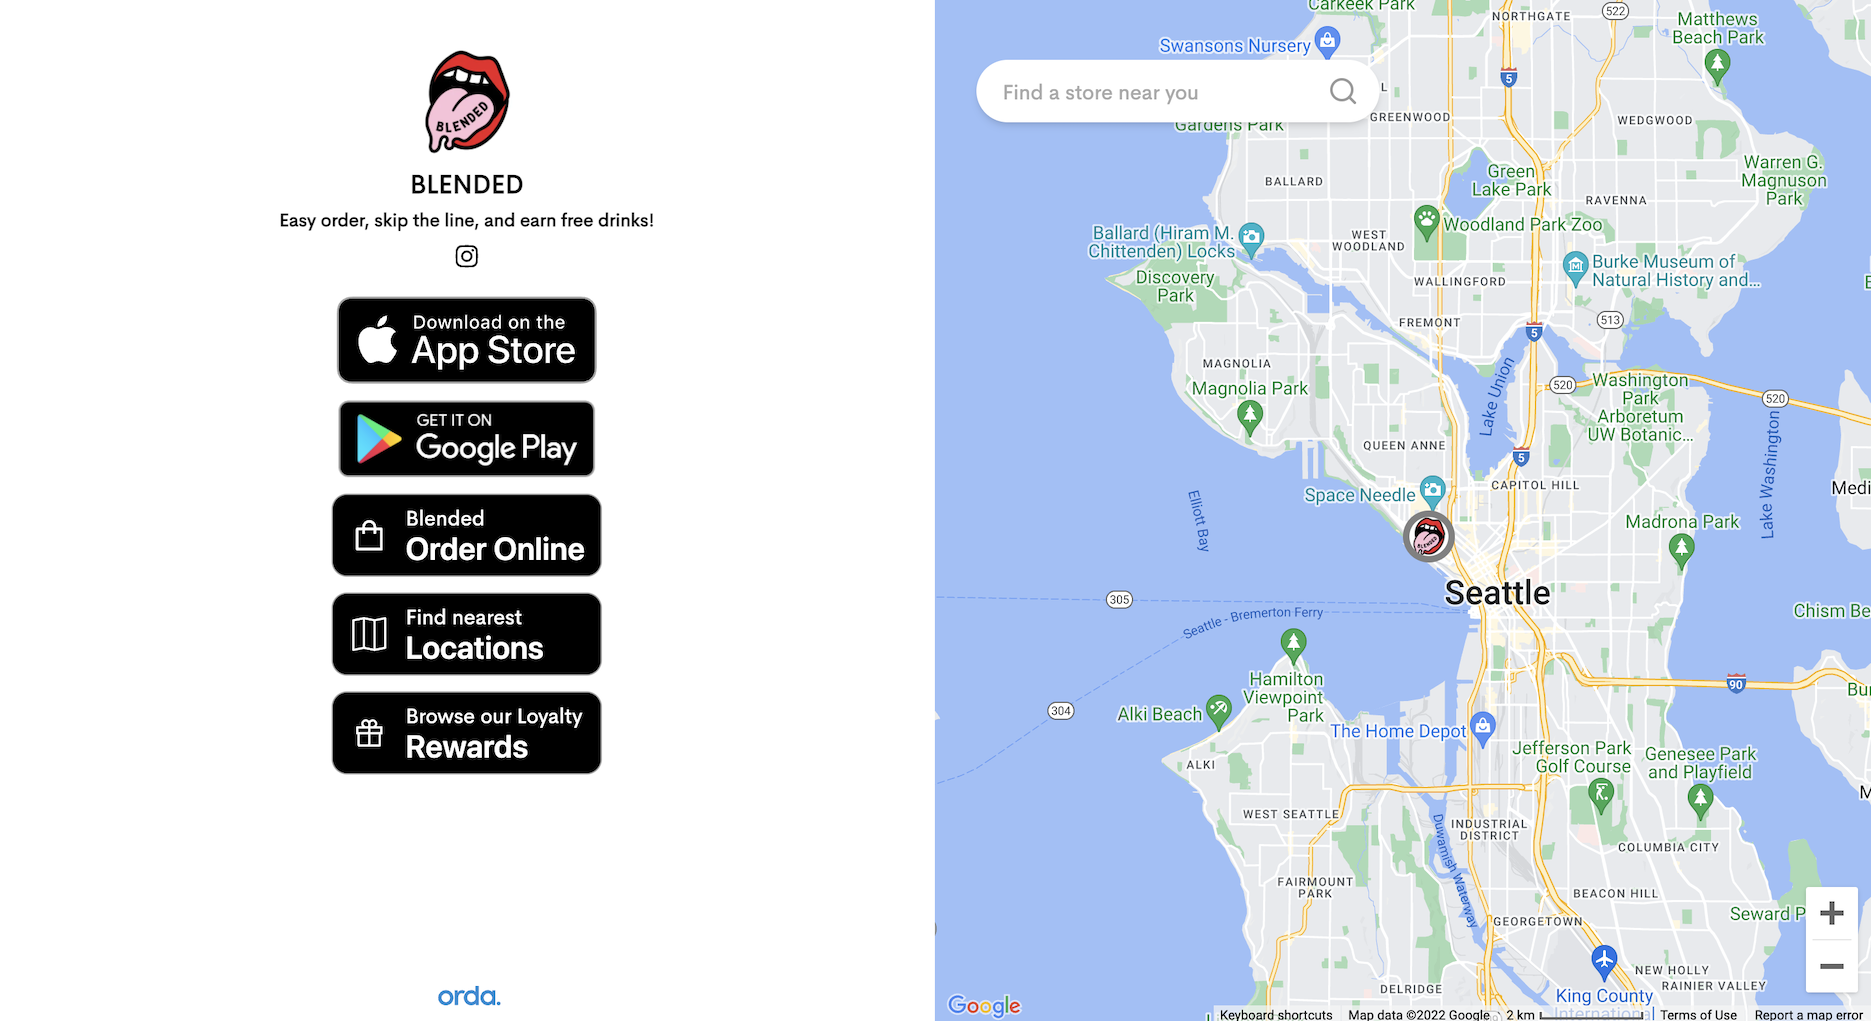 BLENDED
BLENDED
Easy order, skip the line, and earn free drinks!
Download on the
App Store
GET IT ON
Google Play
Blended
Order Online
Find nearest
Locations
Browse our Loyalty
Rewards
orda.
Carkeek Park
NORTHGATE
522
Matthews
Beach Park
Swansons Nursery
5
Find a store near you
GREENWOOD
Gardens Park
WEDGWOOD
Green
Lake Park
Warren G.
Magnuson
Park
BALLARD
RAVENNA
Woodland Park Zoo
Ballard (Hiram M.
Chittenden) Locks
WEST
WOODLAND
Burke Museum of
Natural History and...
Discovery
Park
WALLINGFORD
FREMONT
513
5
MAGNOLIA
Magnolia Park
Lake Union
520
Washington
Park
Arboretum
UW Botanic...
520
Lake Washington
QUEEN ANNE
5
CAPITOL HILL
Space Needle
Medi
Elliott Bay
Madrona Park
BLENDED
Seattle
305
Seattle - Bremerton Ferry
Chism Be
Hamilton
Viewpoint
Park
90
Bur
304
Alki Beach
The Home Depot
Jefferson Park
Golf Course
Genesee Park
and Playfield
ALKI
WEST SEATTLE
Duwamish Waterway
INDUSTRIAL
DISTRICT
COLUMBIA CITY
FAIRMOUNT
PARK
BEACON HILL
GEORGETOWN
Seward P
NEW HOLLY
RAINIER VALLEY
DELRIDGE
King County
International
Google
Keyboard shortcuts
Map data ©2022 Google
2 km
Terms of Use
Report a map error